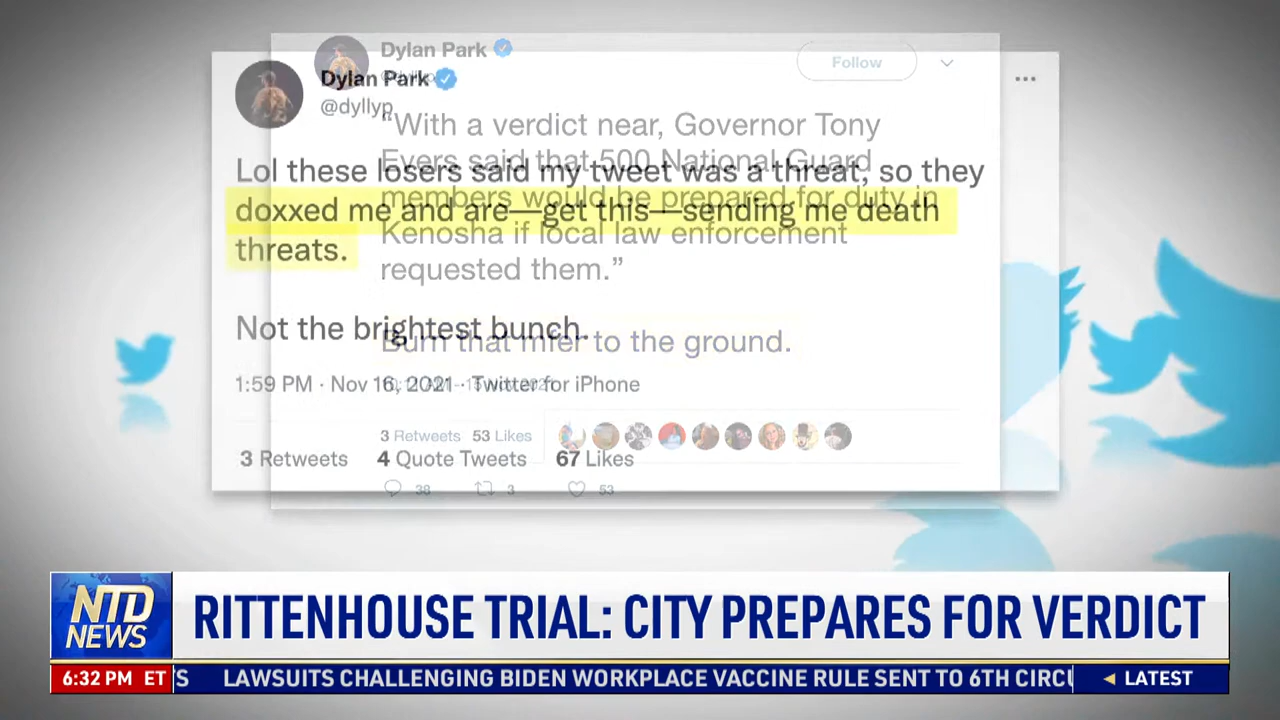 Dylan Park
@dyllyp
Lol these losers said my tweet was a threat, so they
doxxed me and are—get this—sending me death
threats.
Not the brightest bunch.
1:59 PM · Nov 16, 2021 · Twitter for iPhone
3 Retweets 4 Quote Tweets 67 Likes
Dylan Park
Follow
“With a verdict near, Governor Tony
Evers said that 500 National Guard
members would be prepared for duty in
Kenosha if local law enforcement
requested them.”
Burn that mfer to the ground.
3 Retweets 53 Likes
38 3 53
NTD
NEWS
RITTENHOUSE TRIAL: CITY PREPARES FOR VERDICT
6:32 PM ET
'S LAWSUITS CHALLENGING BIDEN WORKPLACE VACCINE RULE SENT TO 6TH CIRCU
LATEST